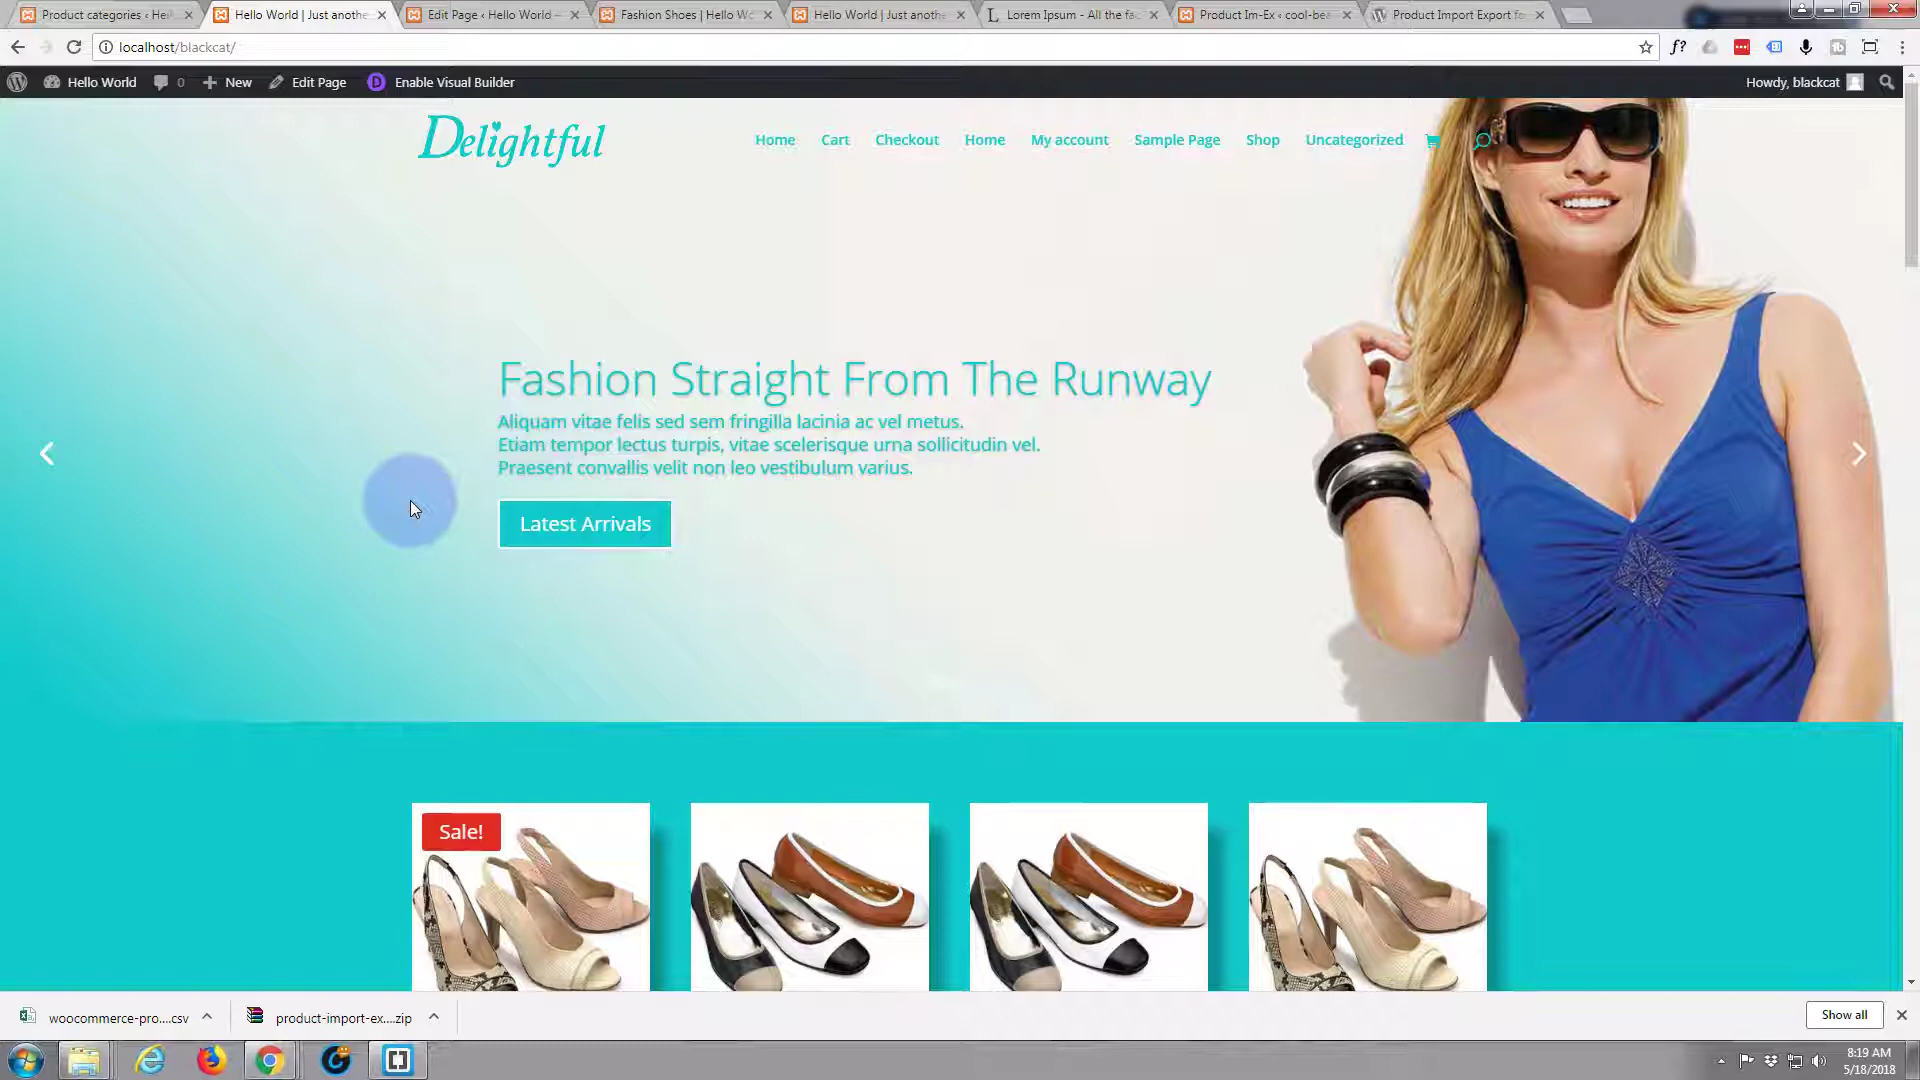 Product categories ‹ Hel
Hello World | Just anothe
Edit Page ‹ Hello World –
Fashion Shoes | Hello Wo
Hello World | Just anothe
Lorem Ipsum - All the fa
Product Im-Ex ‹ cool-bea
Product Import Export fo
localhost/blackcat/
f?
Hello World
0
New
Edit Page
Enable Visual Builder
Howdy, blackcat
Delightful
Home
Cart
Checkout
Home
My account
Sample Page
Shop
Uncategorized
Fashion Straight From The Runway
Aliquam vitae felis sed sem fringilla lacinia ac vel metus.
Etiam tempor lectus turpis, vitae scelerisque urna sollicitudin vel.
Praesent convallis velit non leo vestibulum varius.
Latest Arrivals
Sale!
woocommerce-pro....csv
product-import-ex....zip
Show all
8:19 AM
5/18/2018